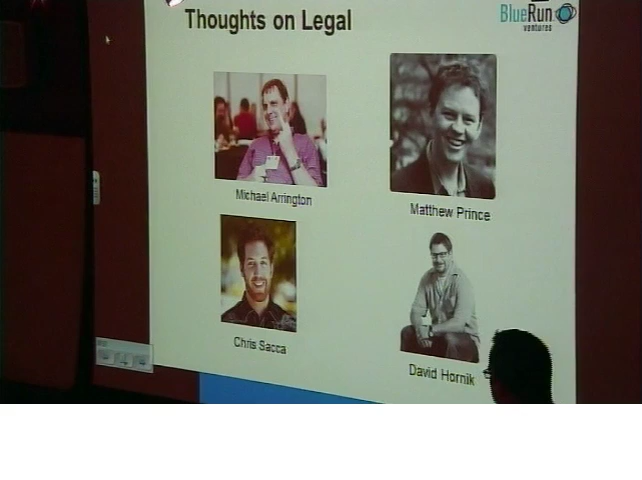 Thoughts on Legal
BlueRun
ventures
Michael Arrington
Matthew Prince
Chris Sacca
David Hornik